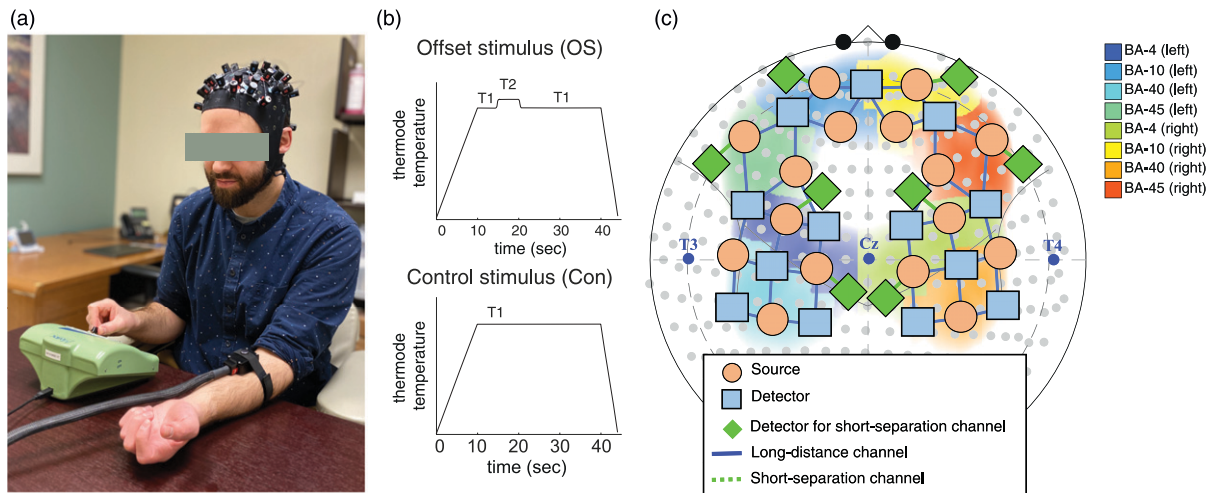 (a)
(b)
Offset stimulus (OS)
T2
T1
T1
thermode
temperature
0 10 20 30 40
time (sec)
Control stimulus (Con)
T1
thermode
temperature
0 10 20 30 40
time (sec)
(c)
T3
Cz
T4
BA-4 (left)
BA-10 (left)
BA-40 (left)
BA-45 (left)
BA-4 (right)
BA-10 (right)
BA-40 (right)
BA-45 (right)
Source
Detector
Detector for short-separation channel
Long-distance channel
Short-separation channel